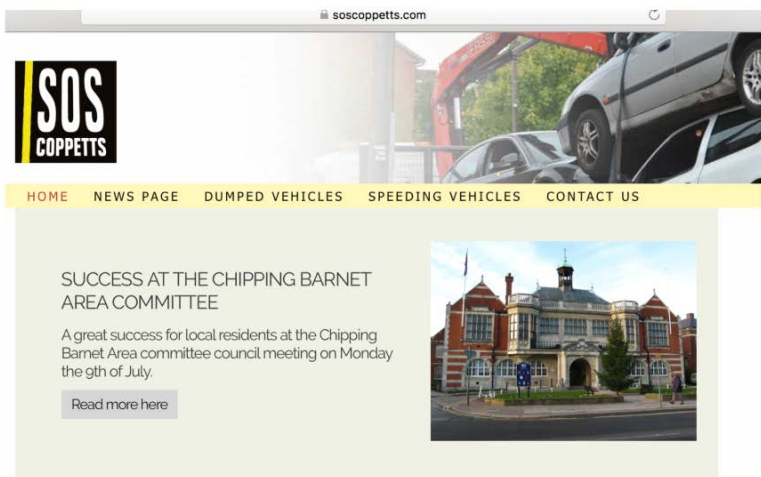 soscoppetts.com
SOS
COPPETTS
HOME NEWS PAGE DUMPED VEHICLES SPEEDING VEHICLES CONTACT US
SUCCESS AT THE CHIPPING BARNET
AREA COMMITTEE
A great success for local residents at the Chipping
Barnet Area committee council meeting on Monday
the 9th of July.
Read more here